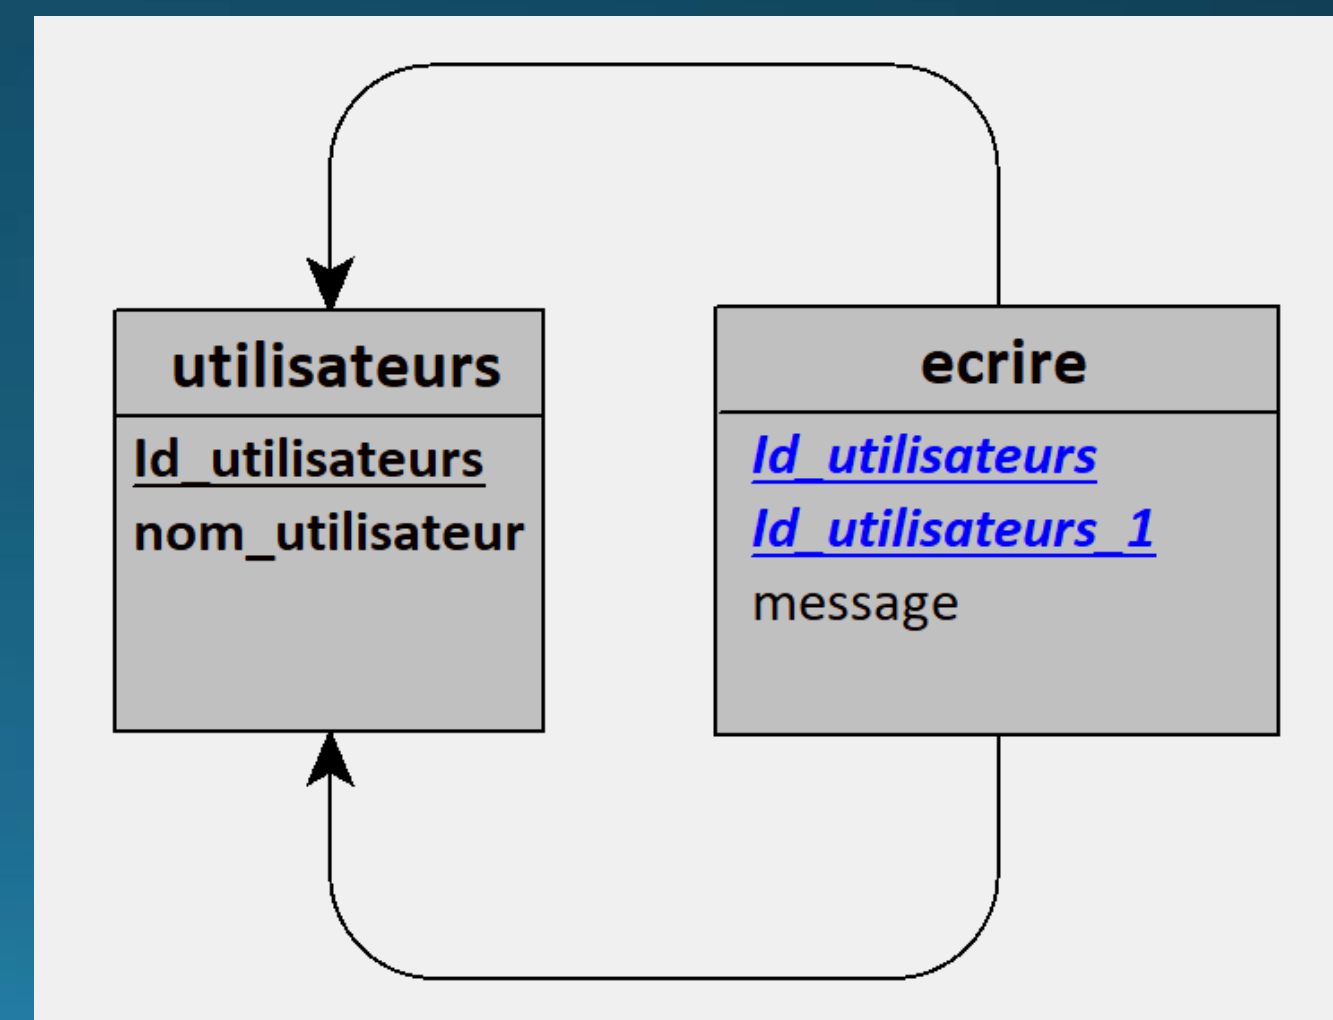 utilisateurs
Id_utilisateurs
nom_utilisateur
ecrire
Id_utilisateurs
Id_utilisateurs_1
message